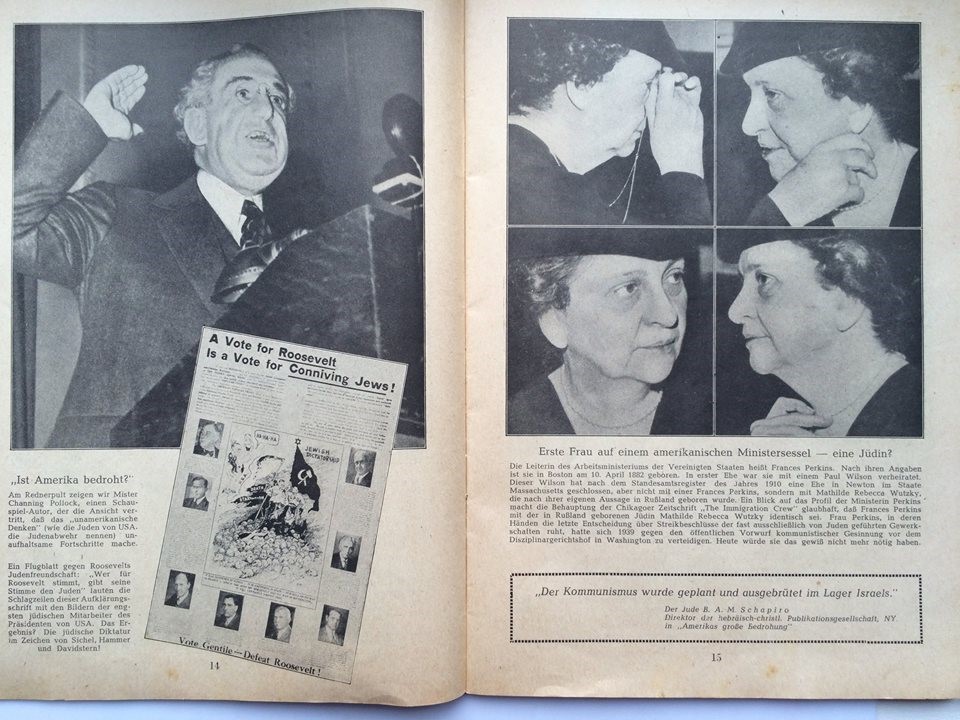 A Vote for Roosevelt
Is a Vote for Conniving Jews!
HA-HA-HA
JEWISH
DICTATORSHIP
Vote Gentile—Defeat Roosevelt!
„Ist Amerika bedroht?“
Am Rednerpult zeigen wir Mister
Channing Pollock, einen Schau-
spiel-Autor, der die Ansicht ver-
tritt, daß das „unamerikanische
Denken“ (wie die Juden von USA.
die Judenabwehr nennen) un-
aufhaltsame Fortschritte mache.
Ein Flugblatt gegen Roosevelts
Judenfreundschaft: „Wer für
Roosevelt stimmt, gibt seine
Stimme den Juden“ lauten die
Schlagzeilen dieser Aufklärungs-
schrift mit den Bildern der eng-
sten jüdischen Mitarbeiter des
Präsidenten von USA. Das Er-
gebnis? Die jüdische Diktatur
im Zeichen von Sichel, Hammer
und Davidstern!
14
Erste Frau auf einem amerikanischen Ministersessel — eine Jüdin?
Die Leiterin des Arbeitsministeriums der Vereinigten Staaten heißt Frances Perkins. Nach ihren Angaben
ist sie in Boston am 10. April 1882 geboren. In erster Ehe war sie mit einem Paul Wilson verheiratet.
Dieser Wilson hat nach dem Standesamtsregister des Jahres 1910 eine Ehe in Newton im Staate
Massachusetts geschlossen, aber nicht mit einer Frances Perkins, sondern mit Mathilde Rebecka Wutzky,
die nach ihrer eigenen Aussage in Rußland geboren wurde. Ein Blick auf das Profil der Ministerin Perkins
macht die Behauptung der Chikagoer Zeitschrift „The Immigration Crew“ glaubhaft, daß Frances Perkins
mit der in Rußland geborenen Jüdin Mathilde Rebecka Wutzky identisch sei. Frau Perkins, in deren
Händen die letzte Entscheidung über Streikbeschlüsse der fast ausschließlich von Juden geführten Gewerk-
schaften ruht, hatte sich 1939 gegen den öffentlichen Vorwurf kommunistischer Gesinnung vor dem
Disziplinargerichtshof in Washington zu verteidigen. Heute würde sie das gewiß nicht mehr nötig haben.
„Der Kommunismus wurde geplant und ausgebrütet im Lager Israels.“
Der Jude B. A. M. Schapiro
Direktor der hebräisch-christl. Publikationsgesellschaft, NY.
in „Amerikas große Bedrohung“
15